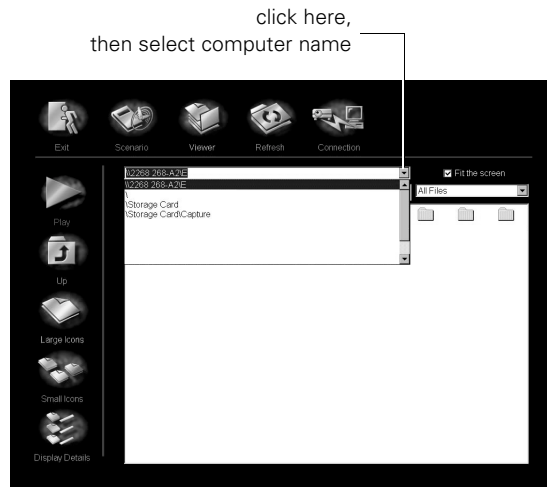 click here,
then select computer name
Exit
Scenario
Viewer
Refresh
Connection
\\2268 268-A2\E
Fit the screen
\\2268 268-A2\E
\
\Storage Card
\Storage Card\Capture
All Files
Play
Up
Large Icons
Small Icons
Display Details